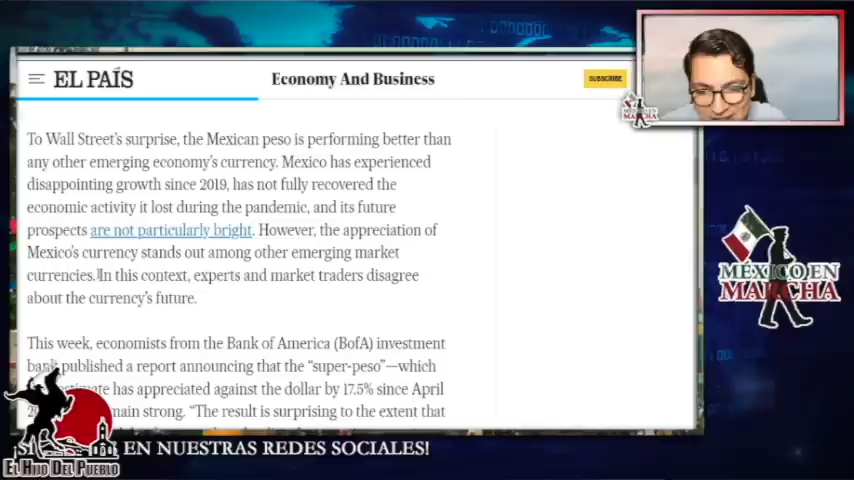 EL PAÍS
Economy And Business
SUBSCRIBE
To Wall Street's surprise, the Mexican peso is performing better than
any other emerging economy's currency. Mexico has experienced
disappointing growth since 2019, has not fully recovered the
economic activity it lost during the pandemic, and its future
prospects are not particularly bright. However, the appreciation of
Mexico's currency stands out among other emerging market
currencies. In this context, experts and market traders disagree
about the currency's future.
This week, economists from the Bank of America (BofA) investment
bank published a report announcing that the “super-peso”—which
estimate has appreciated against the dollar by 17.5% since April
main strong. “The result is surprising to the extent that
MÉXICO EN
MARCHA
MÉXICO EN
MARCHA
EN NUESTRAS REDES SOCIALES!
EL HIJO DEL PUEBLO